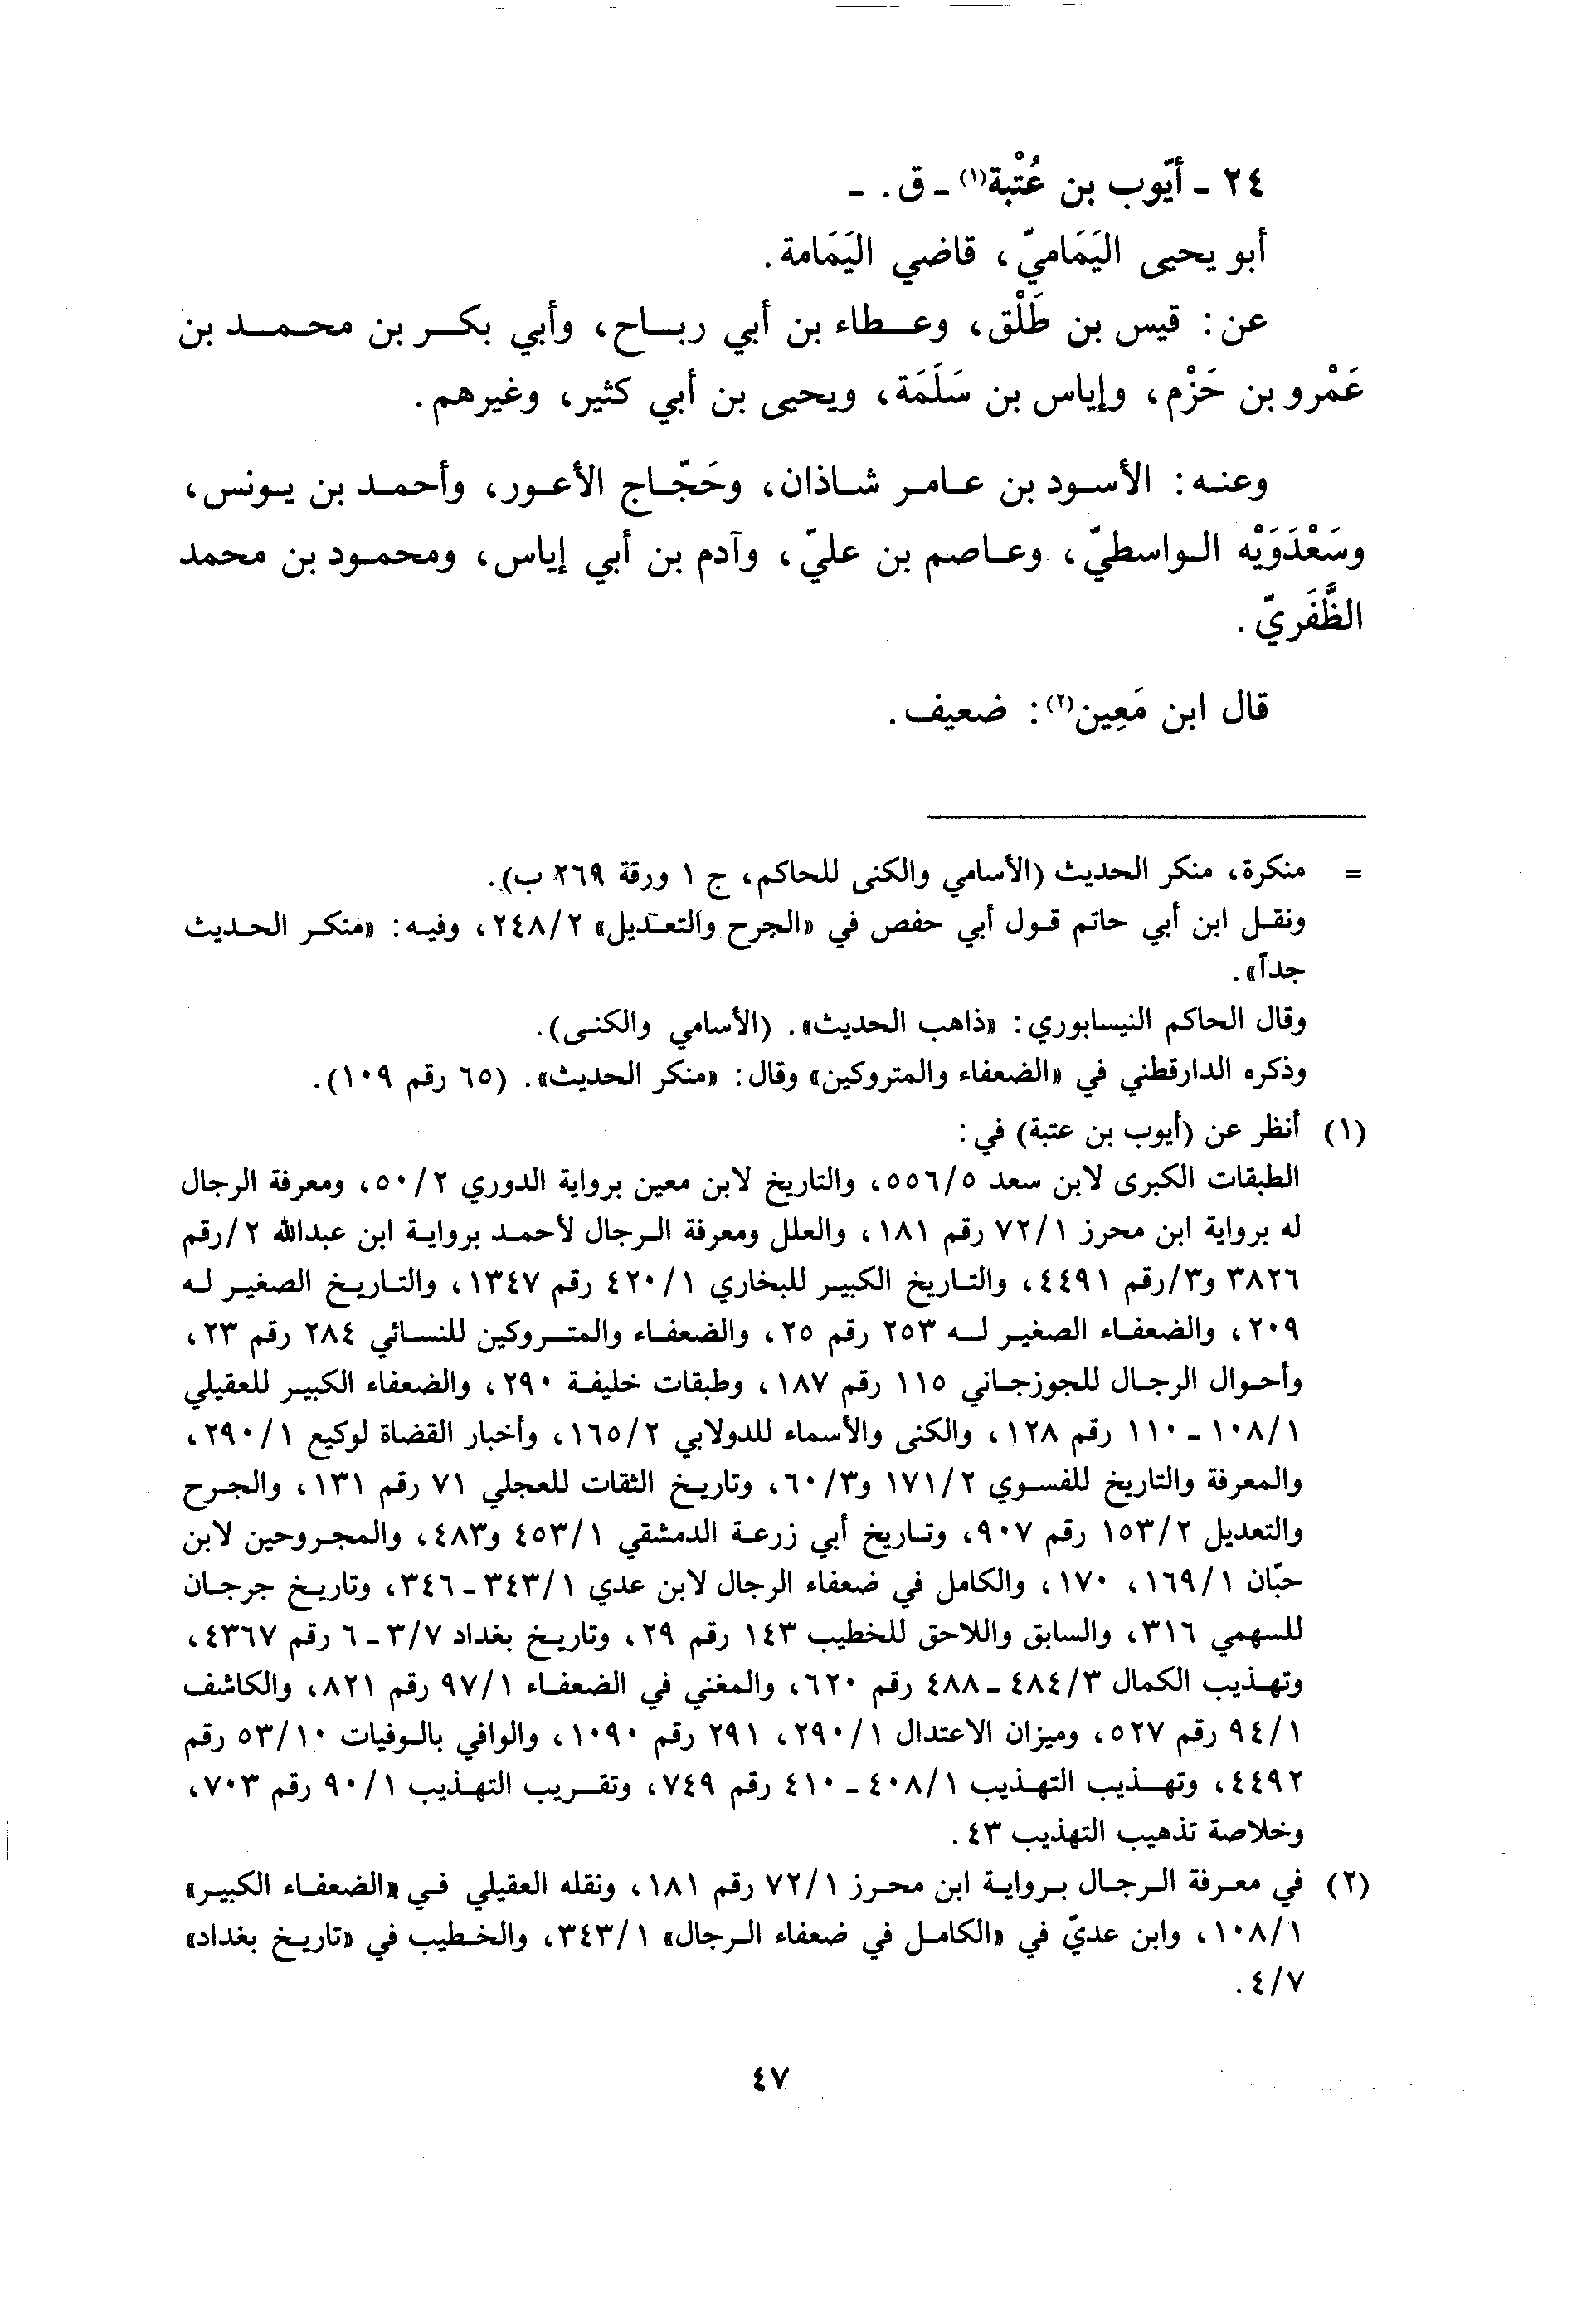 ٢٤ - أيّوب بن عُتْبة(١) - ق. -
أبو يحيى اليَمَاميّ، قاضي اليَمَامة.
عن: قيس بن طَلْق، وعطاء بن أبي رباح، وأبي بكر بن محمد بن
عَمْرو بن حَزْم، وإياس بن سَلَمَة، ويحيى بن أبي كثير، وغيرهم.
وعنه: الأسود بن عامر شاذان، وحَجّاج الأعور، وأحمد بن يونس،
وسَعْدَوَيْه الواسطيّ، وعاصم بن عليّ، وآدم بن أبي إياس، ومحمود بن محمد
الظَّفَريّ.
قال ابن مَعِين(٢): ضعيف.
= منكرة، منكر الحديث (الأسامي والكنى للحاكم، ج ١ ورقة ٢٦٩ ب).
ونقل ابن أبي حاتم قول أبي حفص في «الجرح والتعديل» ٢٤٨/٢، وفيه: «منكر الحديث
جداً».
وقال الحاكم النيسابوري: «ذاهب الحديث». (الأسامي والكنى).
وذكره الدارقطني في «الضعفاء والمتروكين» وقال: «منكر الحديث». (٦٥ رقم ١٠٩).
(١) أنظر عن (أيوب بن عتبة) في:
الطبقات الكبرى لابن سعد ٥٥٦/٥، والتاريخ لابن معين برواية الدوري ٥٠/٢، ومعرفة الرجال
له برواية ابن محرز ٧٢/١ رقم ١٨١، والعلل ومعرفة الرجال لأحمد برواية ابن عبدالله ٢/رقم
٣٨٢٦ و٣/رقم ٤٤٩١، والتاريخ الكبير للبخاري ٤٢٠/١ رقم ١٣٤٧، والتاريخ الصغير له
٢٠٩، والضعفاء الصغير له ٢٥٣ رقم ٢٥، والضعفاء والمتروكين للنسائي ٢٨٤ رقم ٢٣،
وأحوال الرجال للجوزجاني ١١٥ رقم ١٨٧، وطبقات خليفة ٢٩٠، والضعفاء الكبير للعقيلي
١٠٨/١ - ١١٠ رقم ١٢٨، والكنى والأسماء للدولابي ١٦٥/٢، وأخبار القضاة لوكيع ٢٩٠/١،
والمعرفة والتاريخ للفسوي ١٧١/٢ و٦٠/٣، وتاريخ الثقات للعجلي ٧١ رقم ١٣١، والجرح
والتعديل ١٥٣/٢ رقم ٩٠٧، وتاريخ أبي زرعة الدمشقي ٤٥٣/١ و٤٨٣، والمجروحين لابن
حبّان ١٦٩/١، ١٧٠، والكامل في ضعفاء الرجال لابن عدي ٣٤٣/١ - ٣٤٦، وتاريخ جرجان
للسهمي ٣١٦، والسابق واللاحق للخطيب ١٤٣ رقم ٢٩، وتاريخ بغداد ٣/٧ - ٦ رقم ٤٣٦٧،
وتهذيب الكمال ٤٨٤/٣ - ٤٨٨ رقم ٦٢٠، والمغني في الضعفاء ٩٧/١ رقم ٨٢١، والكاشف
٩٤/١ رقم ٥٢٧، وميزان الاعتدال ٢٩٠/١، ٢٩١ رقم ١٠٩٠، والوافي بالوفيات ٥٣/١٠ رقم
٤٤٩٢، وتهذيب التهذيب ٤٠٨/١ - ٤١٠ رقم ٧٤٩، وتقريب التهذيب ٩٠/١ رقم ٧٠٣،
وخلاصة تذهيب التهذيب ٤٣.
(٢) في معرفة الرجال برواية ابن محرز ٧٢/١ رقم ١٨١، ونقله العقيلي في «الضعفاء الكبير»
١٠٨/١، وابن عديّ في «الكامل في ضعفاء الرجال» ٣٤٣/١، والخطيب في «تاريخ بغداد»
٤/٧.
٤٧